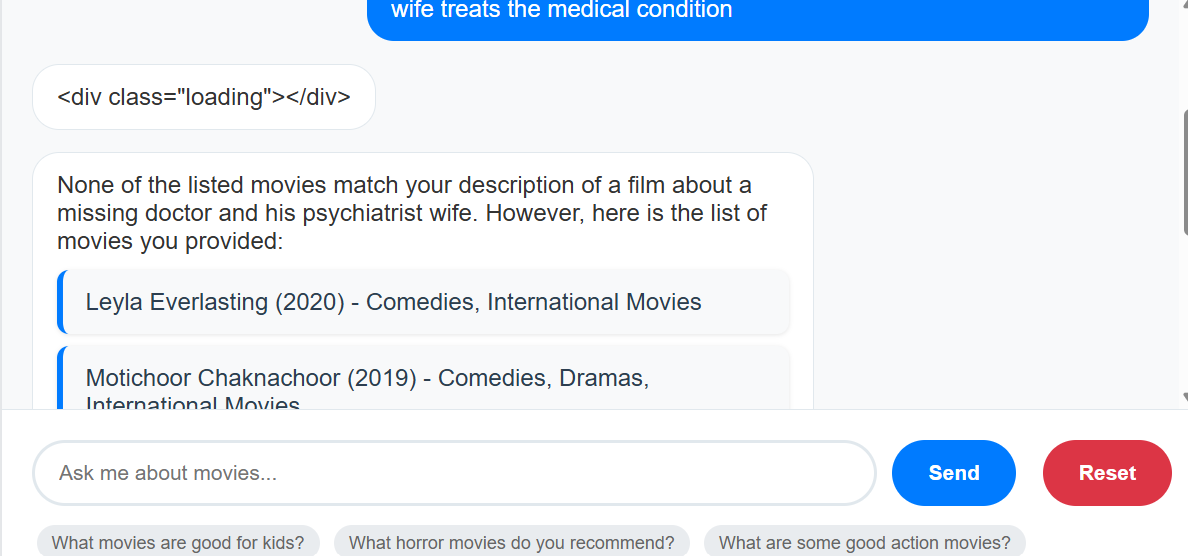 wife treats the medical condition
<div class="loading"></div>
None of the listed movies match your description of a film about a
missing doctor and his psychiatrist wife. However, here is the list of
movies you provided:
Leyla Everlasting (2020) - Comedies, International Movies
Motichoor Chaknachoor (2019) - Comedies, Dramas,
International Movies
Ask me about movies...
Send
Reset
What movies are good for kids?
What horror movies do you recommend?
What are some good action movies?